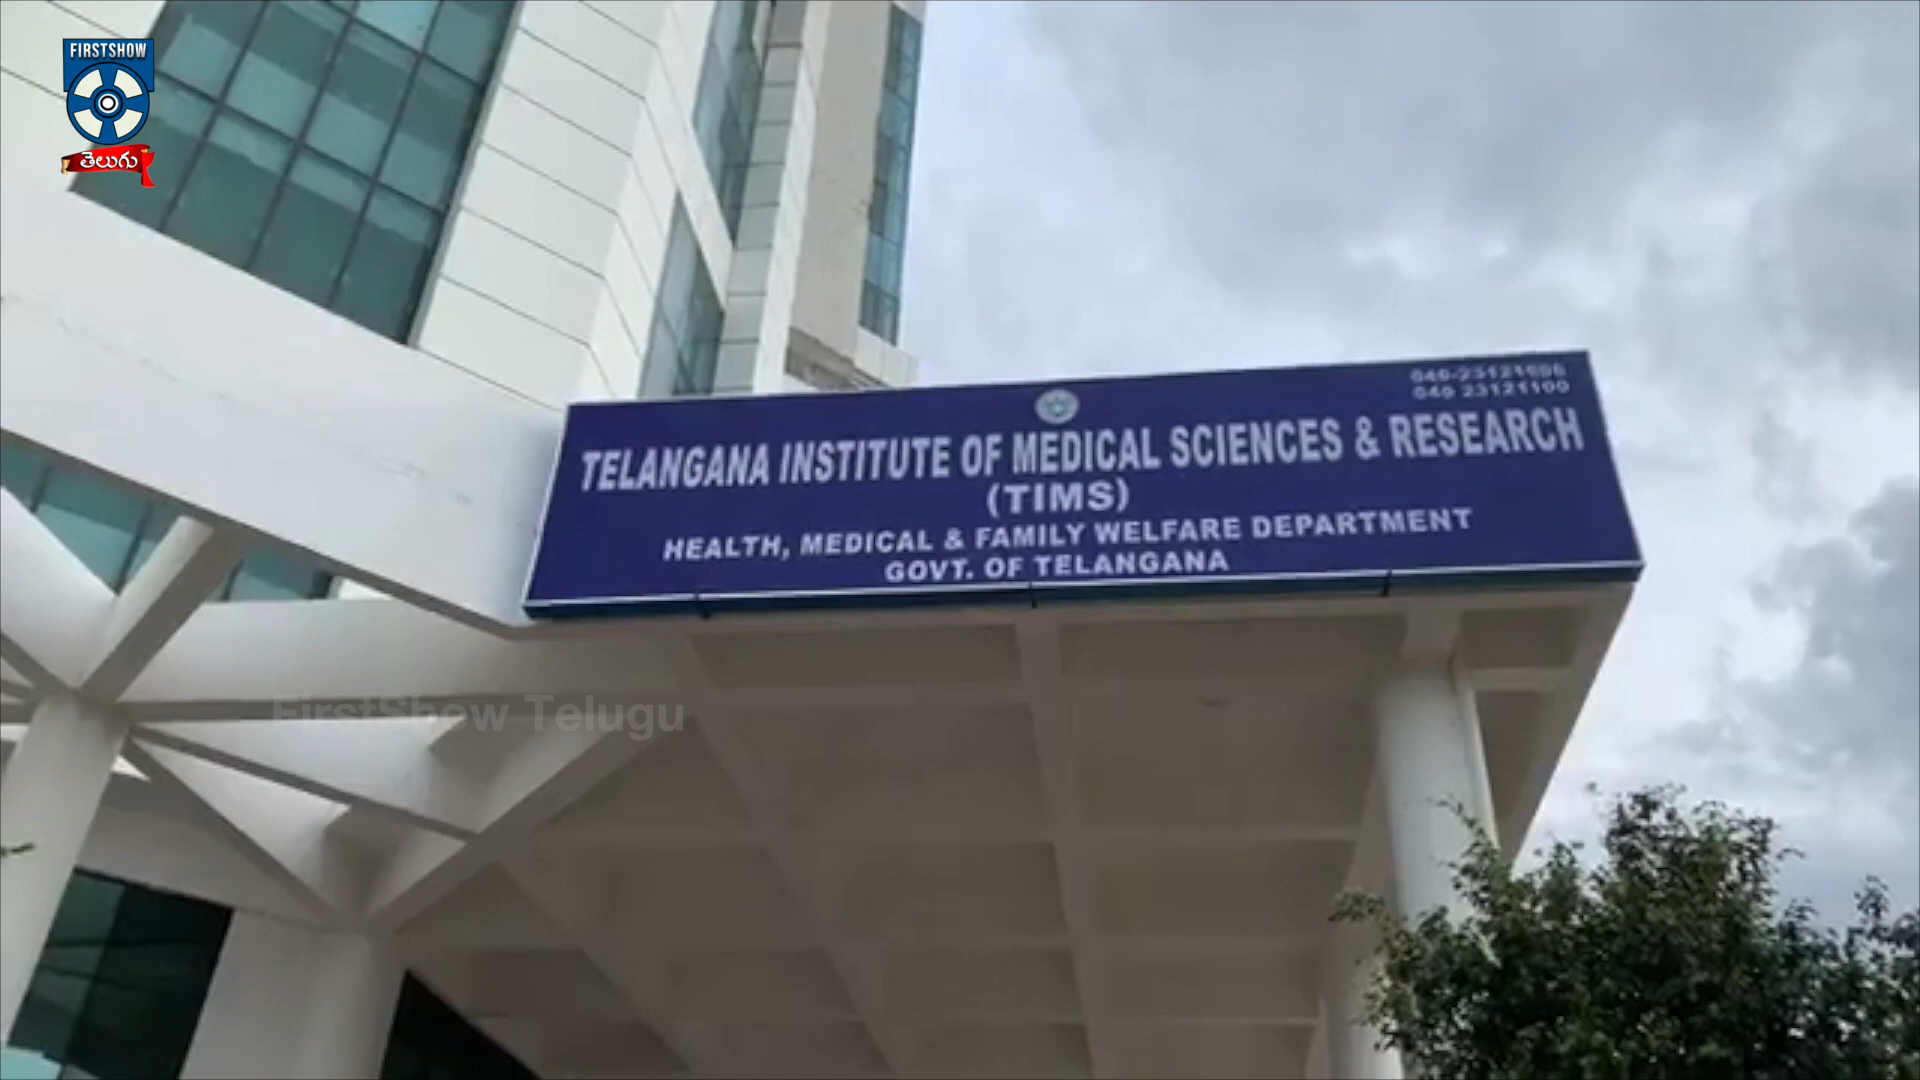 FIRSTSHOW
తెలుగు
040 23121100
TELANGANA INSTITUTE OF MEDICAL SCIENCES & RESEARCH
(TIMS)
HEALTH, MEDICAL & FAMILY WELFARE DEPARTMENT
GOVT. OF TELANGANA
FirstShow Telugu